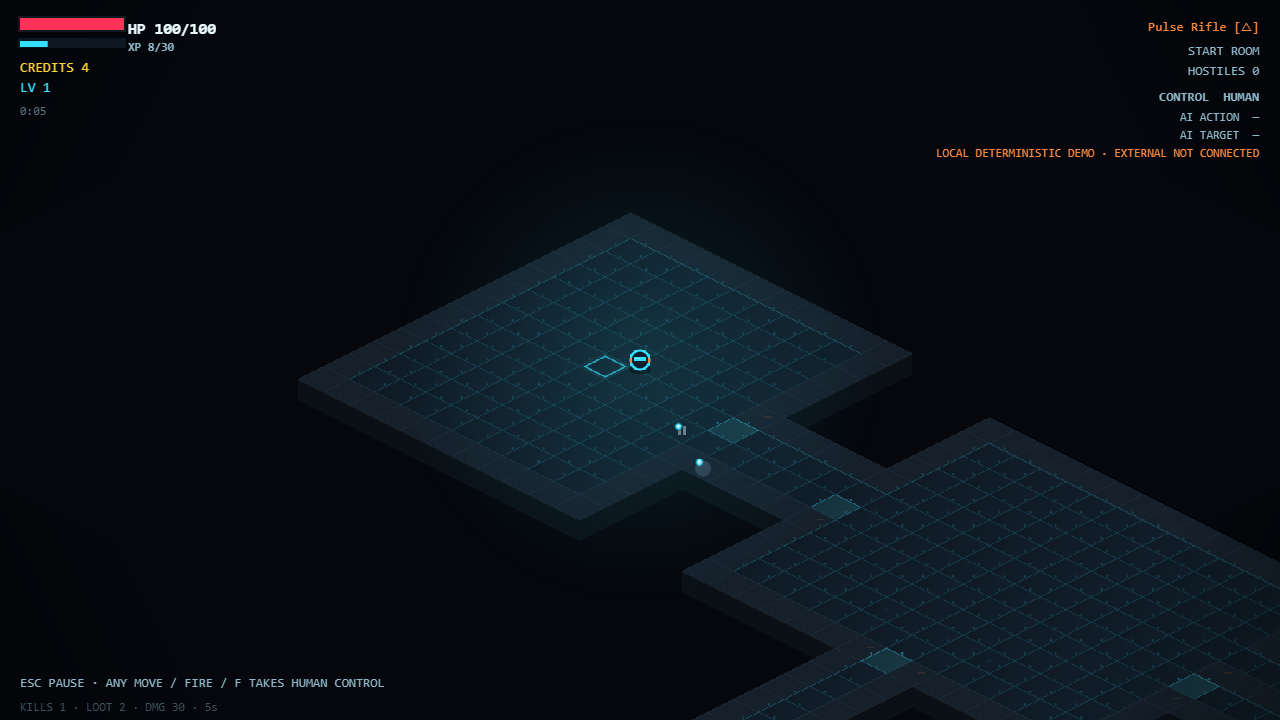 HP 100/100
XP 8/30
CREDITS 4
LV 1
0:05
Pulse Rifle [△]
START ROOM
HOSTILES 0
CONTROL HUMAN
AI ACTION —
AI TARGET —
LOCAL DETERMINISTIC DEMO · EXTERNAL NOT CONNECTED
ESC PAUSE · ANY MOVE / FIRE / F TAKES HUMAN CONTROL
KILLS 1 · LOOT 2 · DMG 30 · 5s